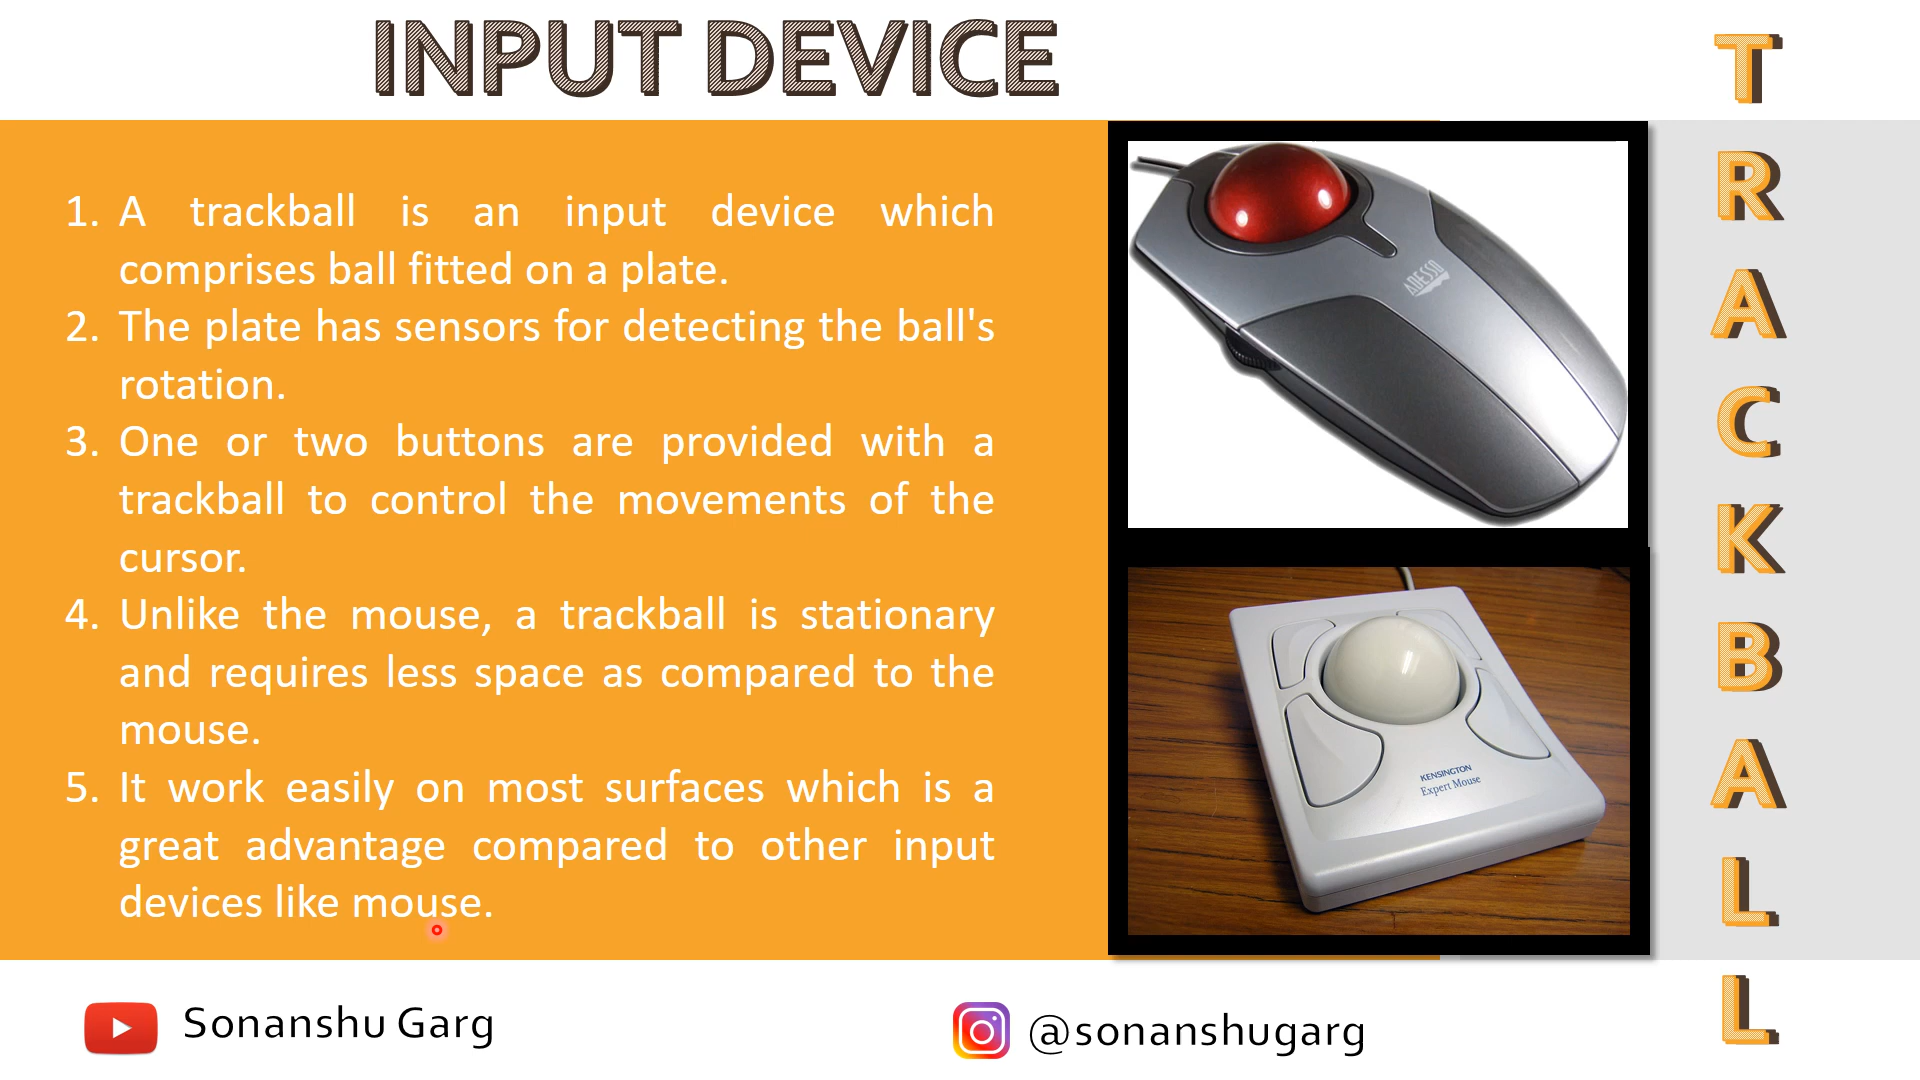 INPUT DEVICE
1. A trackball is an input device which
comprises ball fitted on a plate.
2. The plate has sensors for detecting the ball's
rotation.
3. One or two buttons are provided with a
trackball to control the movements of the
cursor.
4. Unlike the mouse, a trackball is stationary
and requires less space as compared to the
mouse.
5. It work easily on most surfaces which is a
great advantage compared to other input
devices like mouse.
ADESSO
KENSINGTON
Expert Mouse
TRACKBALL
Sonanshu Garg
@sonanshugarg